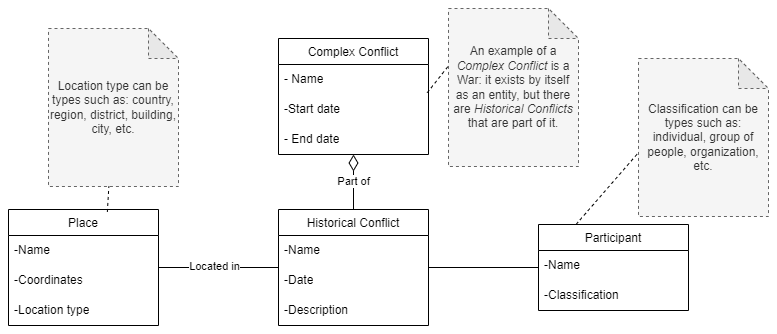 Location type can be
types such as: country,
region, district, building,
city, etc.
Complex Conflict
- Name
-Start date
- End date
An example of a
Complex Conflict is a
War: it exists by itself
as an entity, but there
are Historical Conflicts
that are part of it.
Classification can be
types such as:
individual, group of
people, organization,
etc.
Part of
Place
-Name
-Coordinates
-Location type
Located in
Historical Conflict
-Name
-Date
-Description
Participant
-Name
-Classification